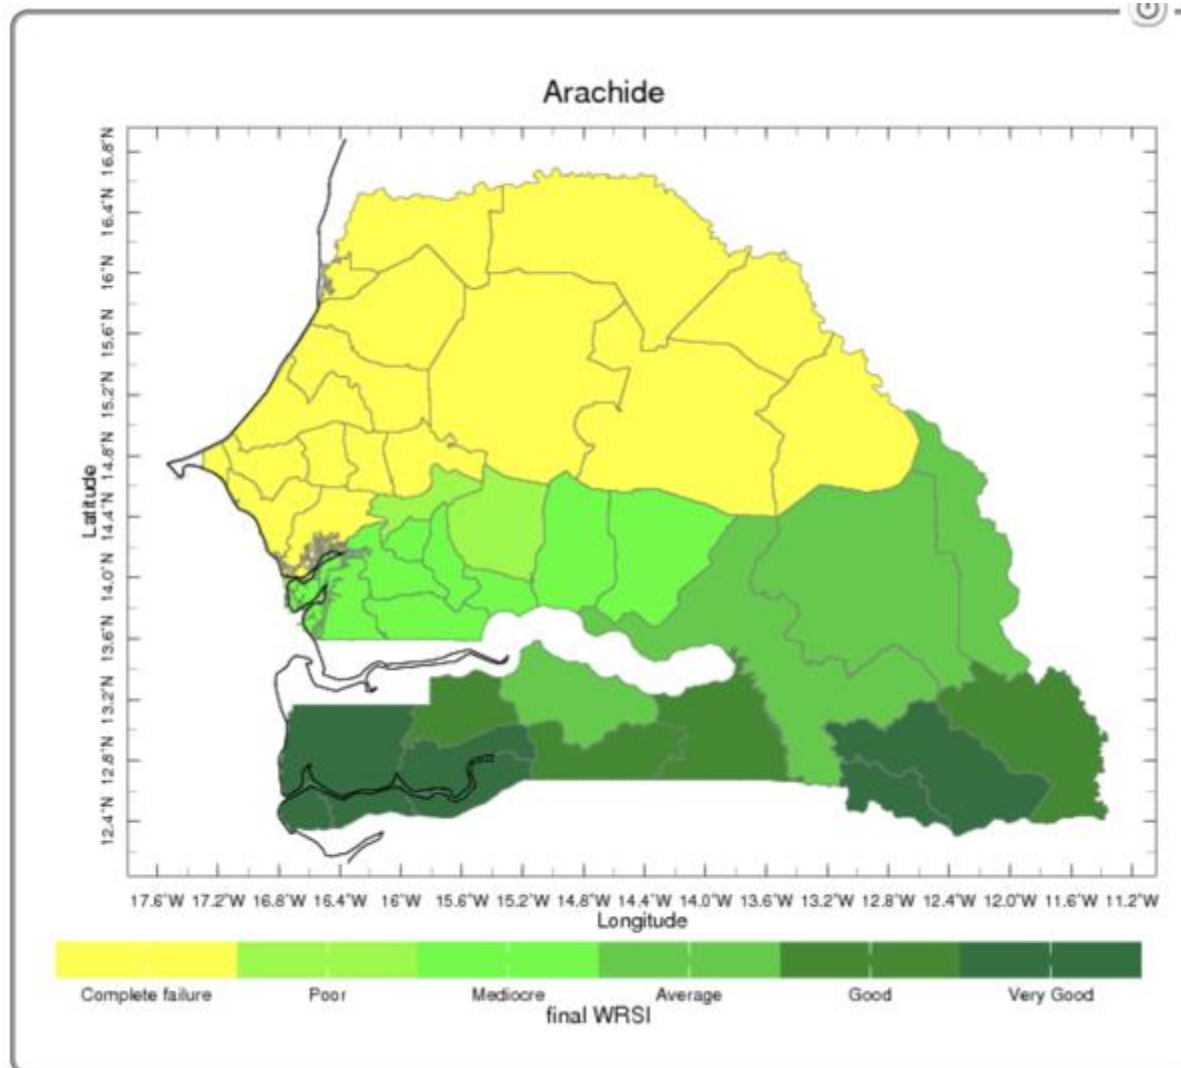 Arachide
Latitude
16.8°N
16.4°N
16°N
15.6°N
15.2°N
14.8°N
14.4°N
14.0°N
13.6°N
13.2°N
12.8°N
12.4°N
17.6°W 17.2°W 16.8°W 16.4°W 16°W 15.6°W 15.2°W 14.8°W 14.4°W 14.0°W 13.6°W 13.2°W 12.8°W 12.4°W 12.0°W 11.6°W 11.2°W
Longitude
Complete failure Poor Mediocre Average Good Very Good
final WRSI